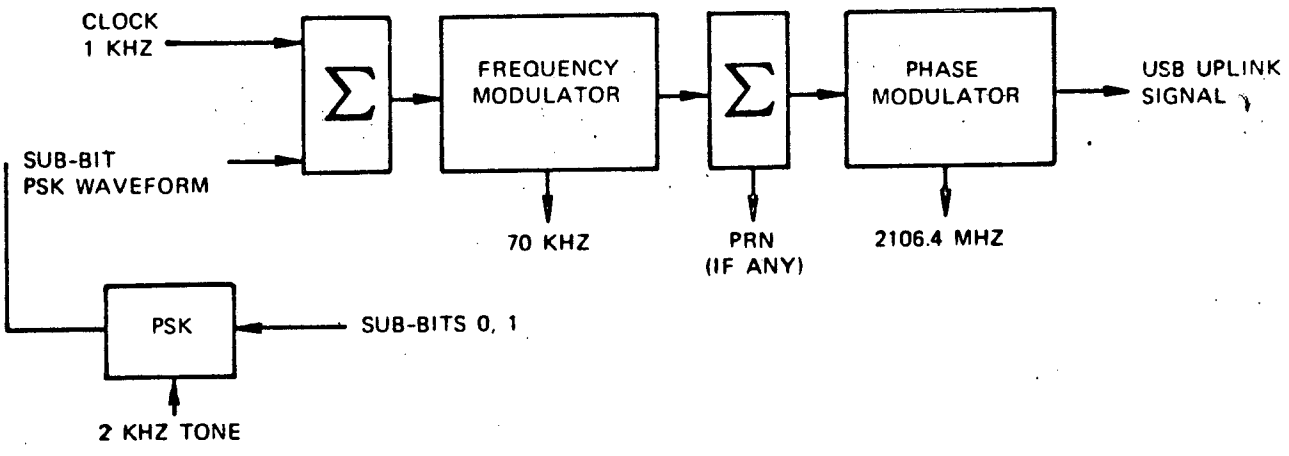 CLOCK
1 KHZ
Σ
FREQUENCY
MODULATOR
Σ
PHASE
MODULATOR
USB UPLINK
SIGNAL
SUB-BIT
PSK WAVEFORM
70 KHZ
PRN
(IF ANY)
2106.4 MHZ
PSK
SUB-BITS 0, 1
2 KHZ TONE